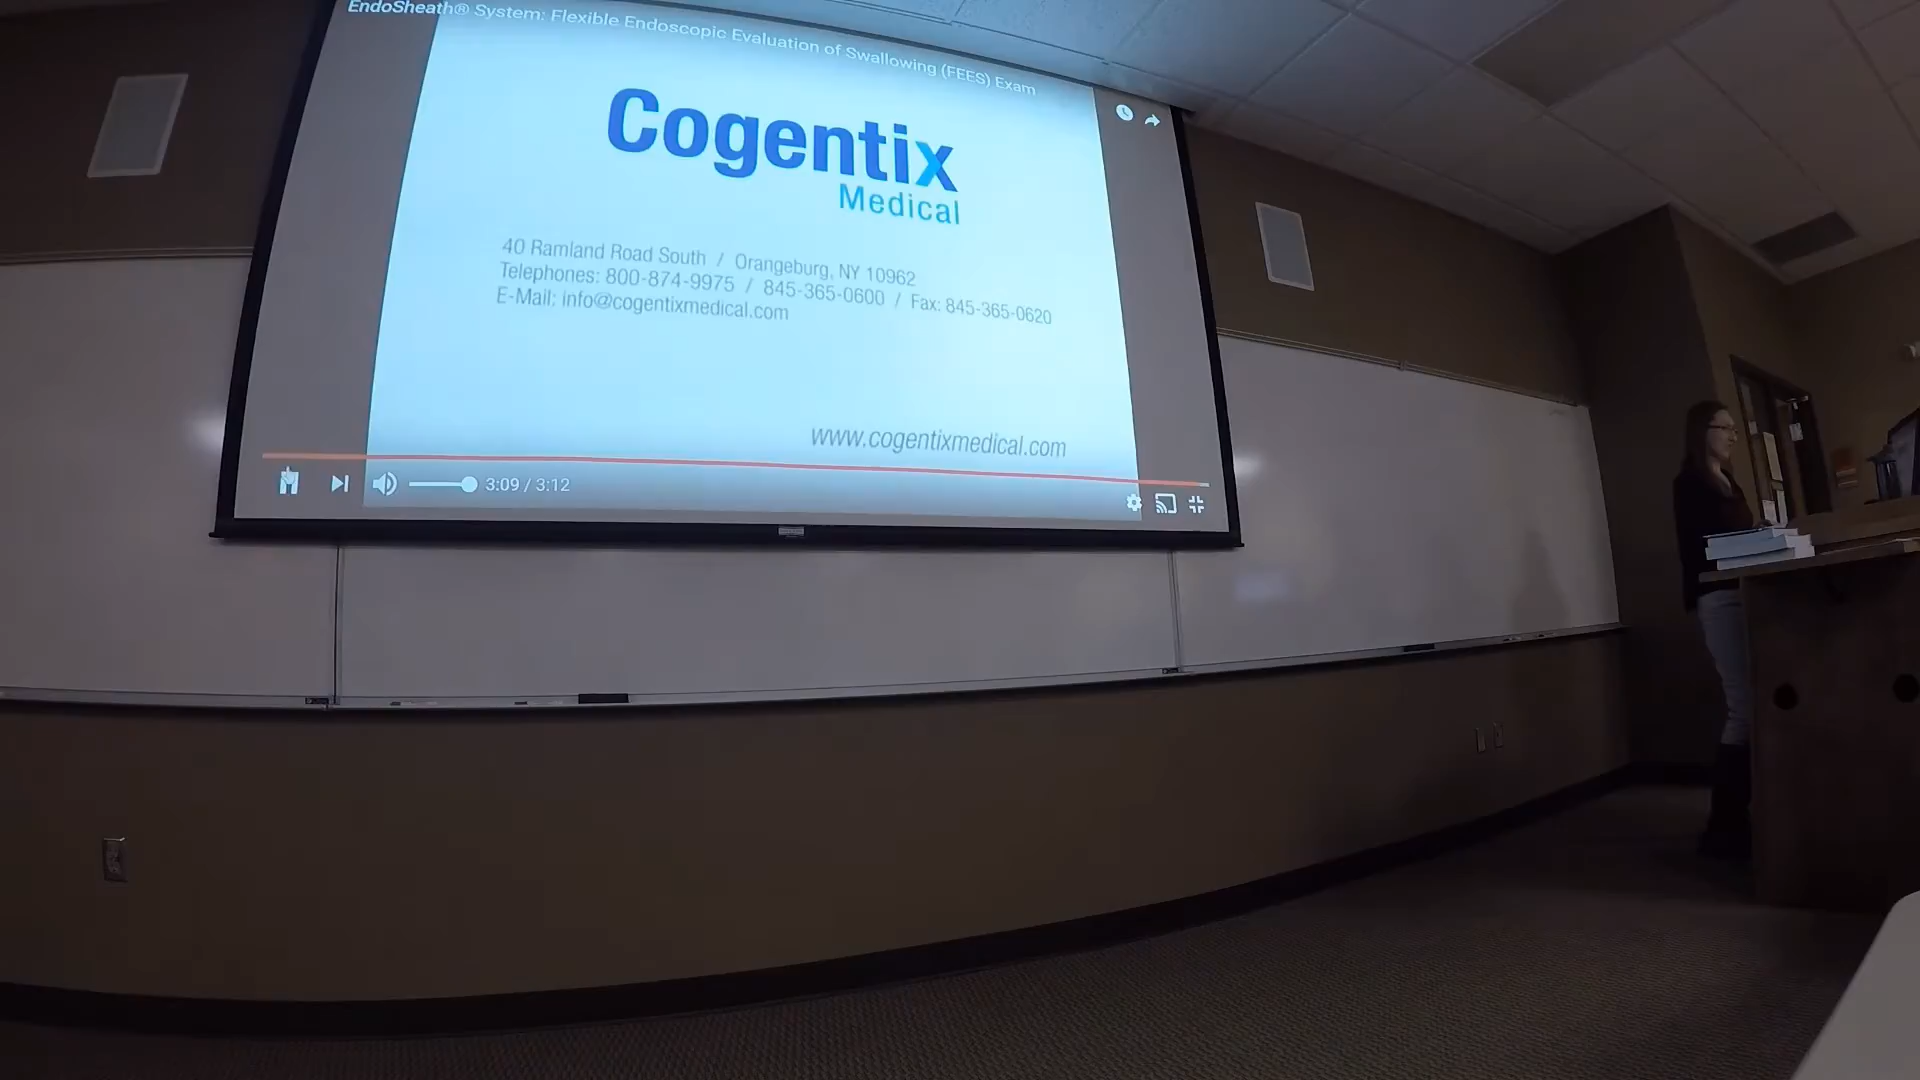 EndoSheath® System: Flexible Endoscopic Evaluation of Swallowing (FEES) Exam
Cogentix
Medical
40 Ramland Road South / Orangeburg, NY 10962
Telephones: 800-874-9975 / 845-365-0600 / Fax: 845-365-0620
E-Mail: info@cogentixmedical.com
www.cogentixmedical.com
3:09 / 3:12